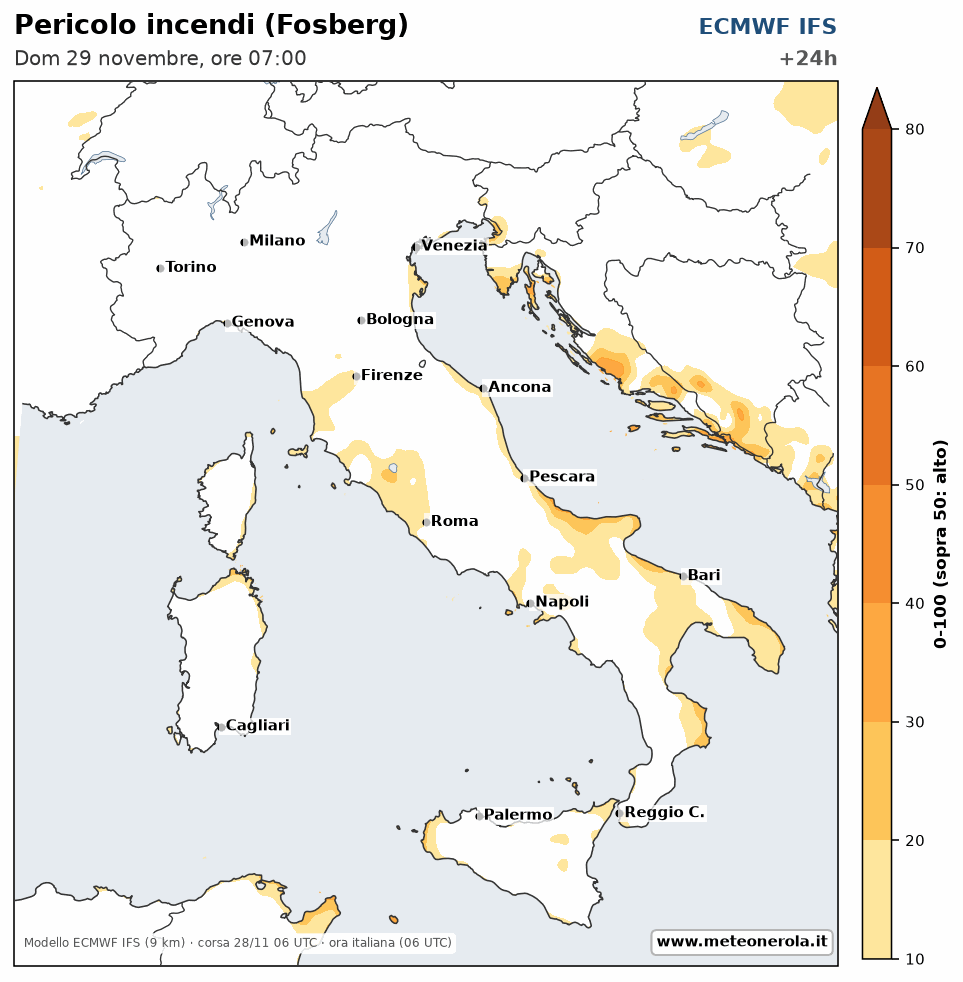 Pericolo incendi (Fosberg)
ECMWF IFS
Dom 29 novembre, ore 07:00
+24h
Milano
Venezia
Torino
Genova
Bologna
Firenze
Ancona
Pescara
Roma
Bari
Napoli
Cagliari
Palermo
Reggio C.
80
70
60
50
40
30
20
10
0-100 (sopra 50: alto)
Modello ECMWF IFS (9 km) · corsa 28/11 06 UTC · ora italiana (06 UTC)
www.meteonerola.it